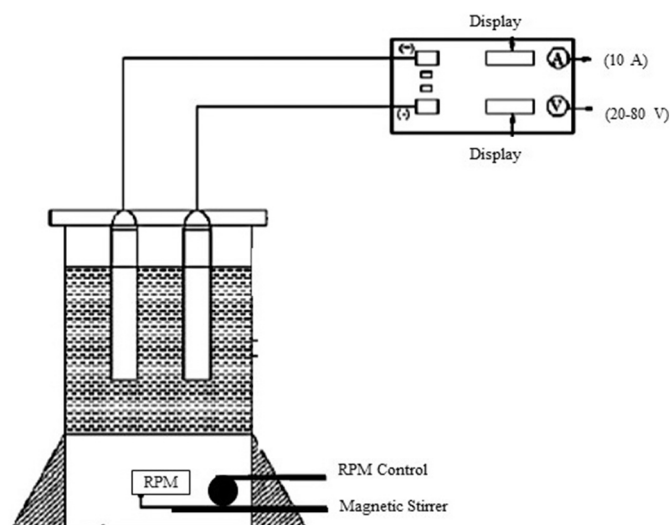 Display
(+)
A
(10 A)
V
(20-80 V)
(-)
Display
RPM
RPM Control
Magnetic Stirrer